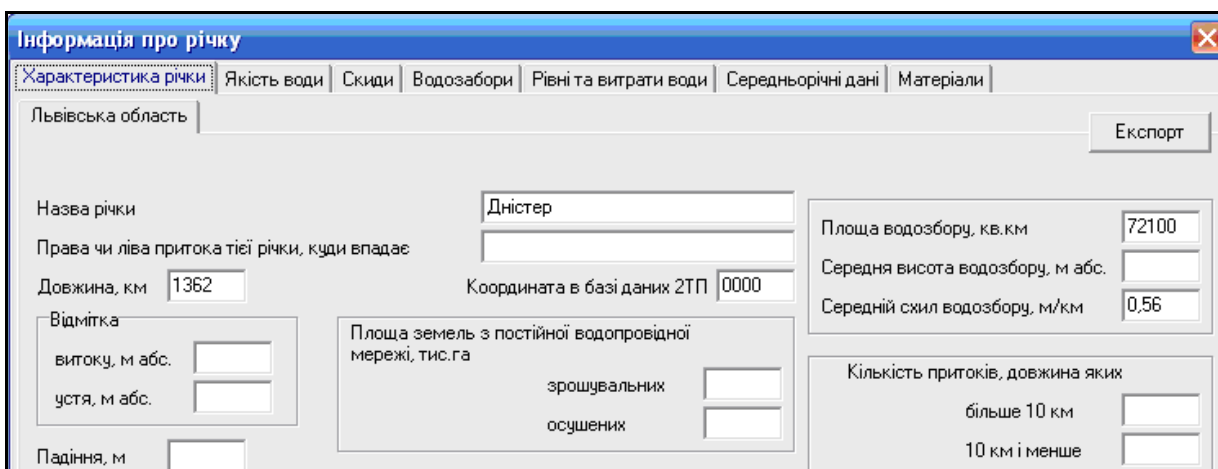 Інформація про річку
Характеристика річки Якість води Скиди Водозабори Рівні та витрати води Середньорічні дані Матеріали
Львівська область
Експорт
Назва річки Дністер
Права чи ліва притока тієї річки, куди впадає
Довжина, км 1362 Координата в базі даних 2ТП 0000
Відмітка
витоку, м абс.
устя, м абс.
Падіння, м
Площа земель з постійної водопровідної
мережі, тис.га
зрошувальних
осушених
Площа водозбору, кв.км 72100
Середня висота водозбору, м абс.
Середній схил водозбору, м/км 0,56
Кількість притоків, довжина яких
більше 10 км
10 км і менше